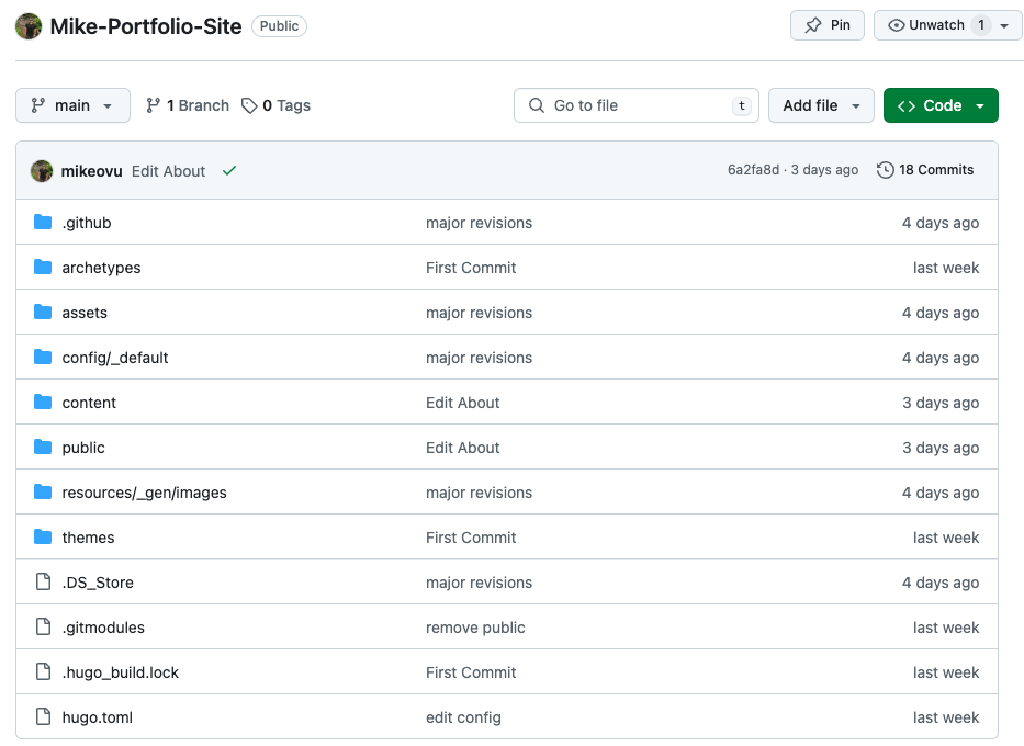 Mike-Portfolio-Site Public Pin Unwatch 1
main 1 Branch 0 Tags Go to file t Add file Code
mikeovu Edit About 6a2fa8d · 3 days ago 18 Commits
.github major revisions 4 days ago
archetypes First Commit last week
assets major revisions 4 days ago
config/_default major revisions 4 days ago
content Edit About 3 days ago
public Edit About 3 days ago
resources/_gen/images major revisions 4 days ago
themes First Commit last week
.DS_Store major revisions 4 days ago
.gitmodules remove public last week
.hugo_build.lock First Commit last week
hugo.toml edit config last week